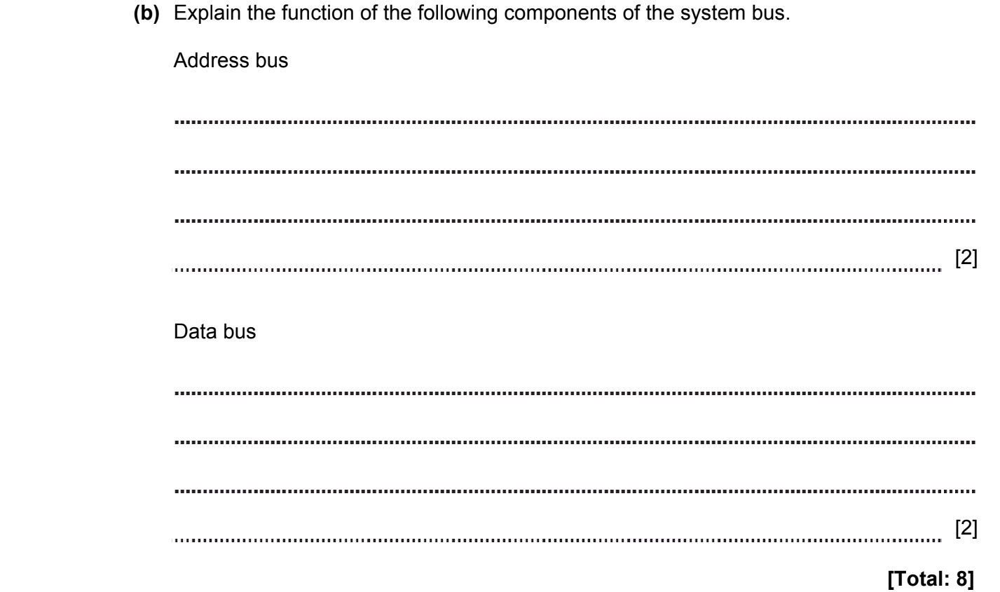 (b) Explain the function of the following components of the system bus.
Address bus
[2]
Data bus
[2]
[Total: 8]